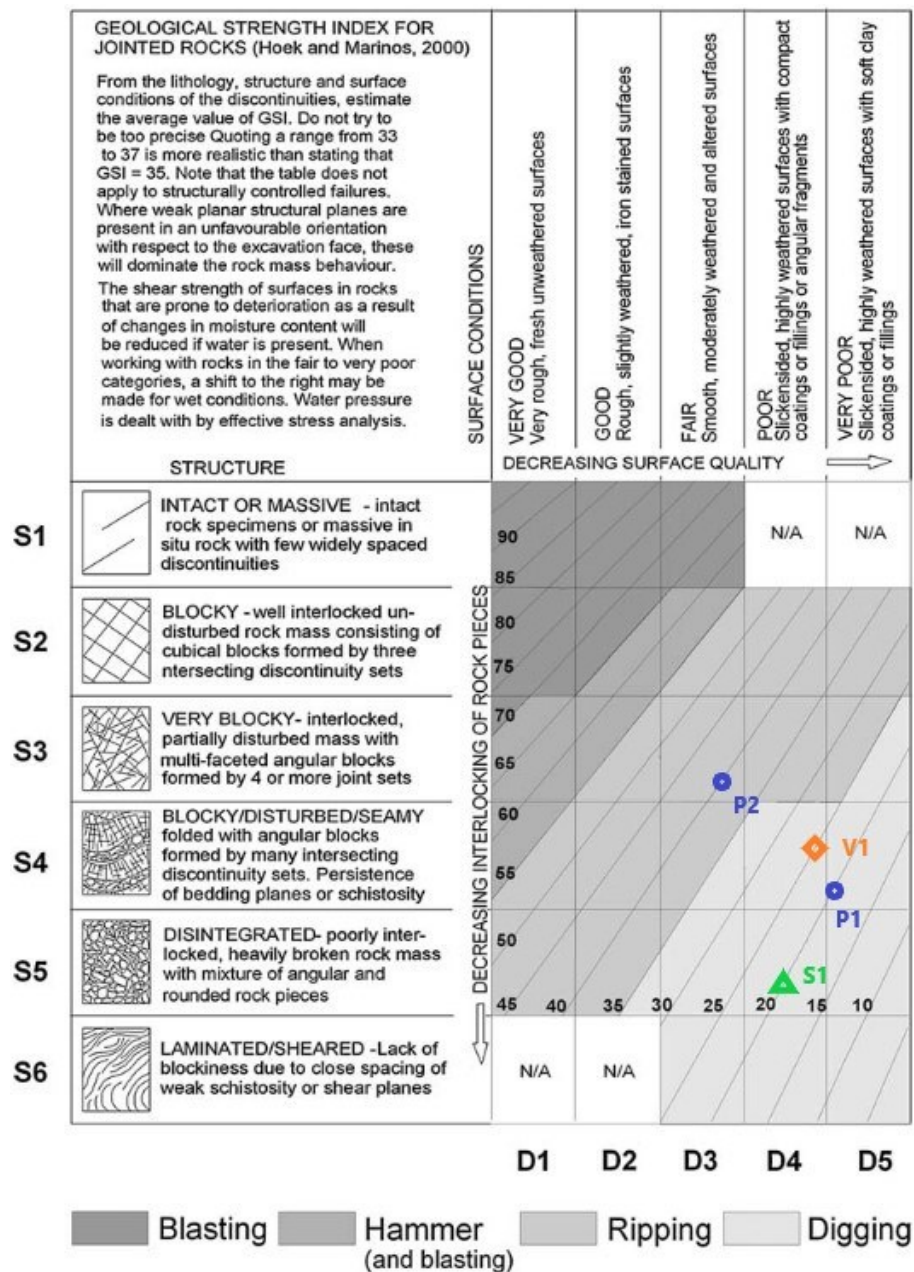 GEOLOGICAL STRENGTH INDEX FOR
JOINTED ROCKS (Hoek and Marinos, 2000)
From the lithology, structure and surface
conditions of the discontinuities, estimate
the average value of GSI. Do not try to
be too precise Quoting a range from 33
to 37 is more realistic than stating that
GSI = 35. Note that the table does not
apply to structurally controlled failures.
Where weak planar structural planes are
present in an unfavourable orientation
with respect to the excavation face, these
will dominate the rock mass behaviour.
The shear strength of surfaces in rocks
that are prone to deterioration as a result
of changes in moisture content will
be reduced if water is present. When
working with rocks in the fair to very poor
categories, a shift to the right may be
made for wet conditions. Water pressure
is dealt with by effective stress analysis.
STRUCTURE
SURFACE CONDITIONS
VERY GOOD
Very rough, fresh unweathered surfaces
GOOD
Rough, slightly weathered, iron stained surfaces
FAIR
Smooth, moderately weathered and altered surfaces
POOR
Slickensided, highly weathered surfaces with compact
coatings or fillings or angular fragments
VERY POOR
Slickensided, highly weathered surfaces with soft clay
coatings or fillings
DECREASING SURFACE QUALITY
DECREASING INTERLOCKING OF ROCK PIECES
S1
INTACT OR MASSIVE - intact
rock specimens or massive in
situ rock with few widely spaced
discontinuities
90
85
N/A
N/A
S2
BLOCKY - well interlocked un-
disturbed rock mass consisting of
cubical blocks formed by three
ntersecting discontinuity sets
80
75
S3
VERY BLOCKY- interlocked,
partially disturbed mass with
multi-faceted angular blocks
formed by 4 or more joint sets
70
65
60
P2
S4
BLOCKY/DISTURBED/SEAMY
folded with angular blocks
formed by many intersecting
discontinuity sets. Persistence
of bedding planes or schistosity
55
V1
P1
S5
DISINTEGRATED- poorly inter-
locked, heavily broken rock mass
with mixture of angular and
rounded rock pieces
50
S1
45 40 35 30 25 20 15 10
S6
LAMINATED/SHEARED -Lack of
blockiness due to close spacing of
weak schistosity or shear planes
N/A
N/A
D1 D2 D3 D4 D5
Blasting
Hammer
(and blasting)
Ripping
Digging